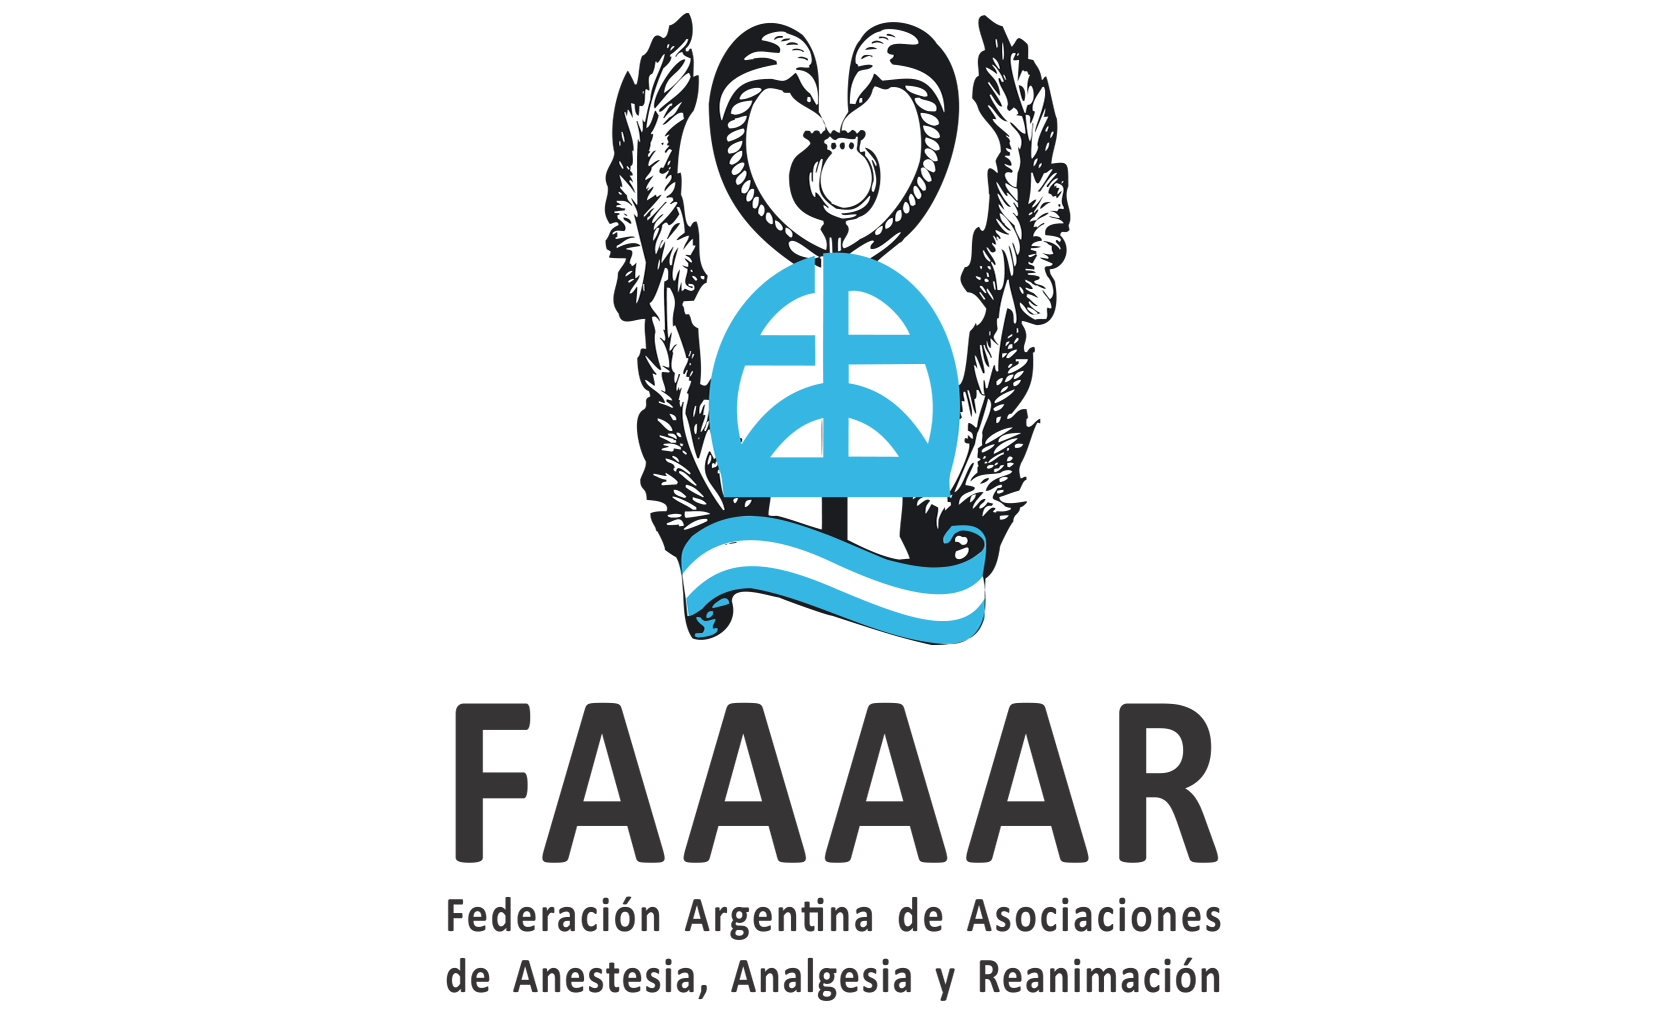 FAAAAR
Federación Argentina de Asociaciones
de Anestesia, Analgesia y Reanimación